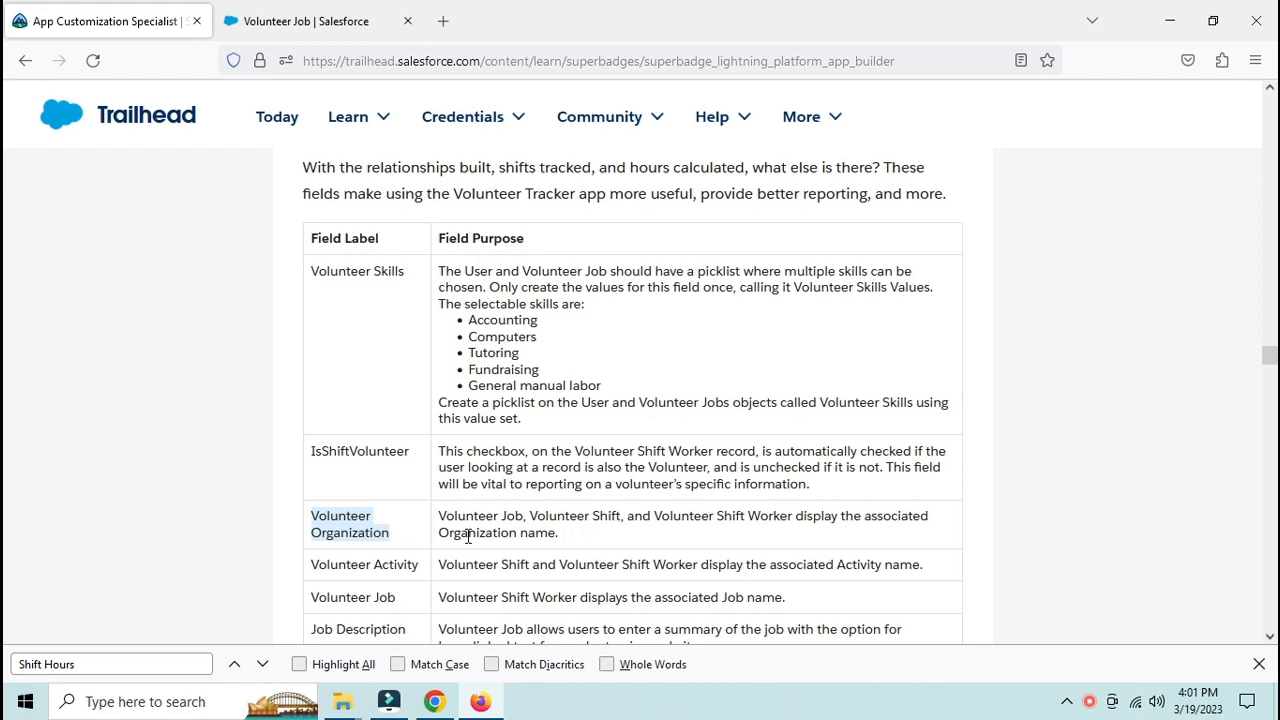 App Customization Specialist | S
Volunteer Job | Salesforce
https://trailhead.salesforce.com/content/learn/superbadges/superbadge_lightning_platform_app_builder
Trailhead
Today
Learn
Credentials
Community
Help
More
With the relationships built, shifts tracked, and hours calculated, what else is there? These
fields make using the Volunteer Tracker app more useful, provide better reporting, and more.
Field Label
Field Purpose
Volunteer Skills
The User and Volunteer Job should have a picklist where multiple skills can be
chosen. Only create the values for this field once, calling it Volunteer Skills Values.
The selectable skills are:
• Accounting
• Computers
• Tutoring
• Fundraising
• General manual labor
Create a picklist on the User and Volunteer Jobs objects called Volunteer Skills using
this value set.
IsShiftVolunteer
This checkbox, on the Volunteer Shift Worker record, is automatically checked if the
user looking at a record is also the Volunteer, and is unchecked if it is not. This field
will be vital to reporting on a volunteer's specific information.
Volunteer
Organization
Volunteer Job, Volunteer Shift, and Volunteer Shift Worker display the associated
Organization name.
Volunteer Activity
Volunteer Shift and Volunteer Shift Worker display the associated Activity name.
Volunteer Job
Volunteer Shift Worker displays the associated Job name.
Job Description
Volunteer Job allows users to enter a summary of the job with the option for
Shift Hours
Highlight All
Match Case
Match Diacritics
Whole Words
Type here to search
4:01 PM
3/19/2023